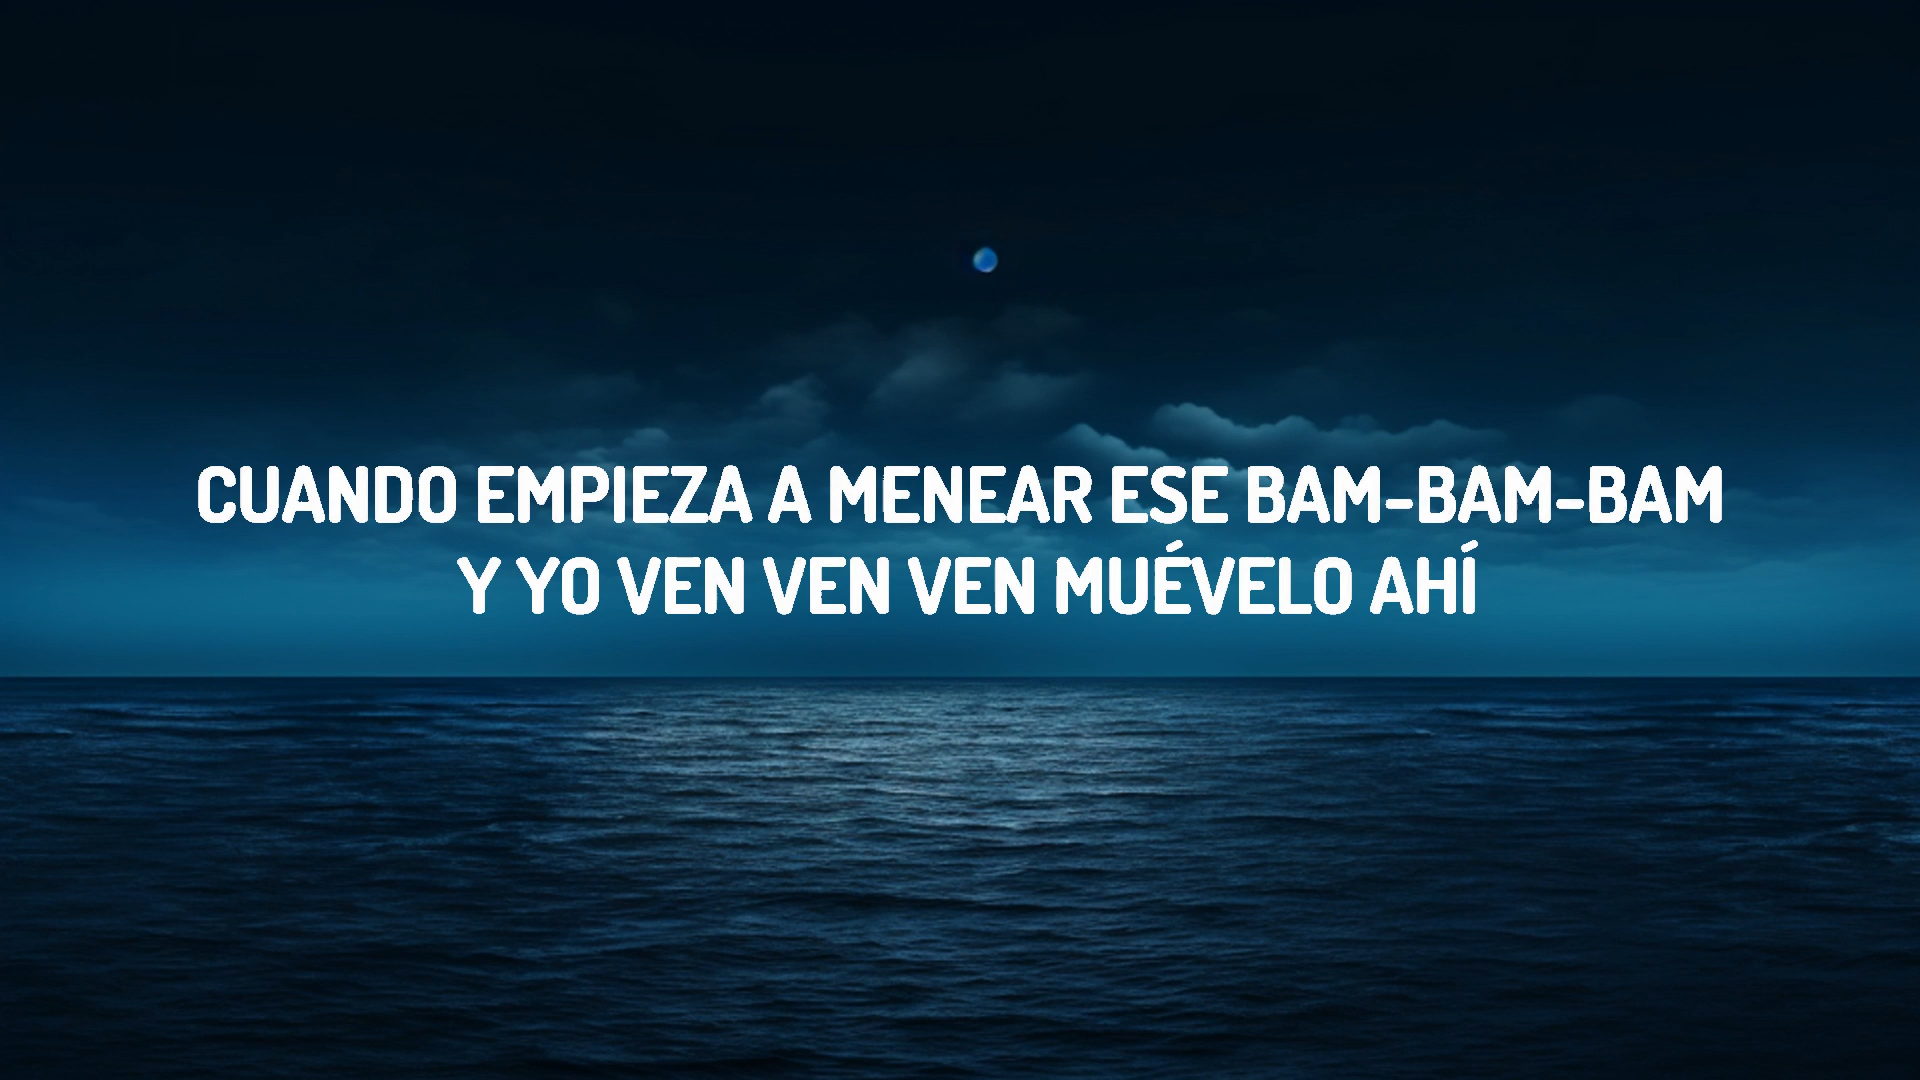 CUANDO EMPIEZA A MENEAR ESE BAM-BAM-BAM
Y YO VEN VEN VEN MUÉVELO AHÍ